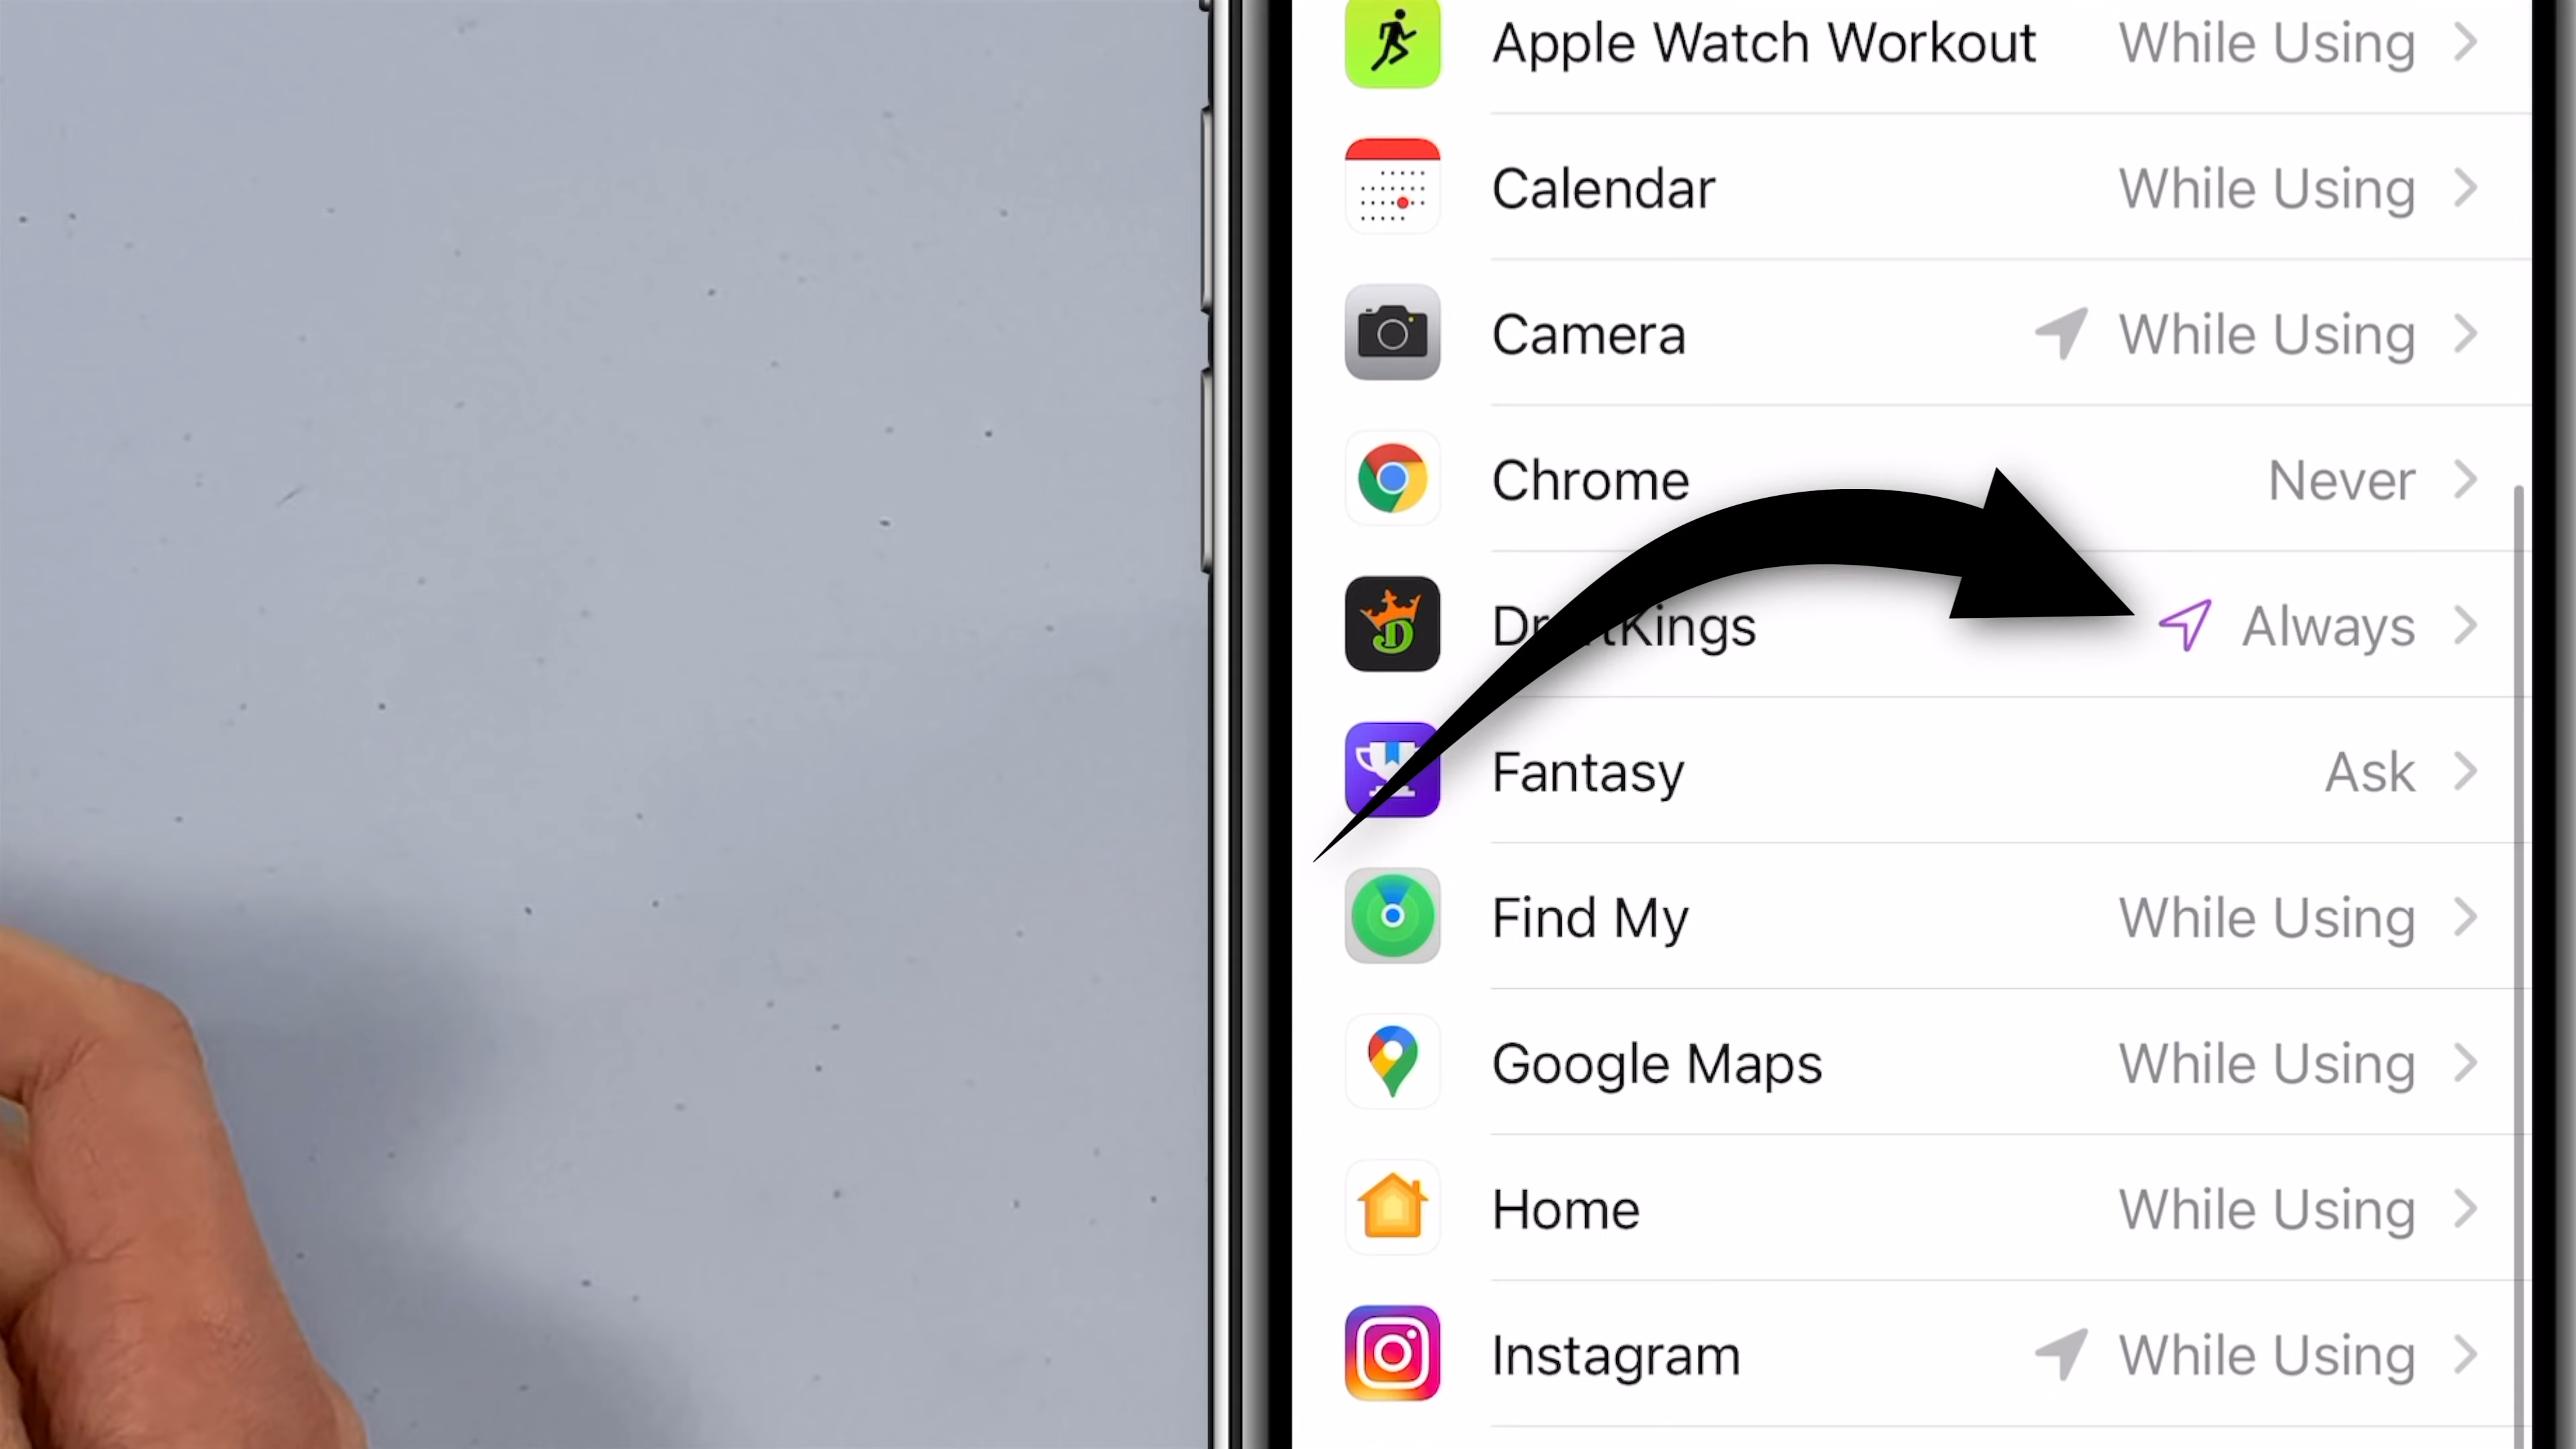 Apple Watch Workout While Using
Calendar While Using
Camera While Using
Chrome Never
DraftKings Always
Fantasy Ask
Find My While Using
Google Maps While Using
Home While Using
Instagram While Using